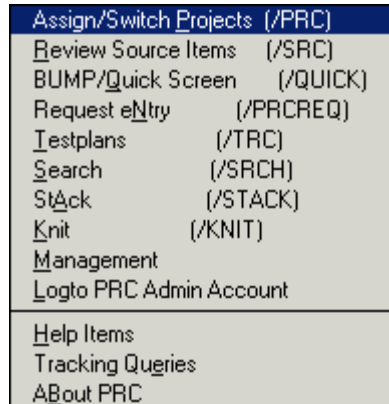 Assign/Switch Projects (/PRC)
Review Source Items (/SRC)
BUMP/Quick Screen (/QUICK)
Request eNtry (/PRCREQ)
Testplans (/TRC)
Search (/SRCH)
StAck (/STACK)
Knit (/KNIT)
Management
Logto PRC Admin Account
Help Items
Tracking Queries
ABout PRC